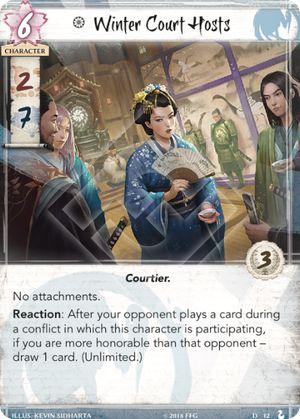 6
Winter Court Hosts
CHARACTER
2
7
3
Courtier.
No attachments.
Reaction: After your opponent plays a card during
a conflict in which this character is participating,
if you are more honorable than that opponent –
draw 1 card. (Unlimited.)
ILLUS: KEVIN SIDHARTA
©2018 FFG
D 12